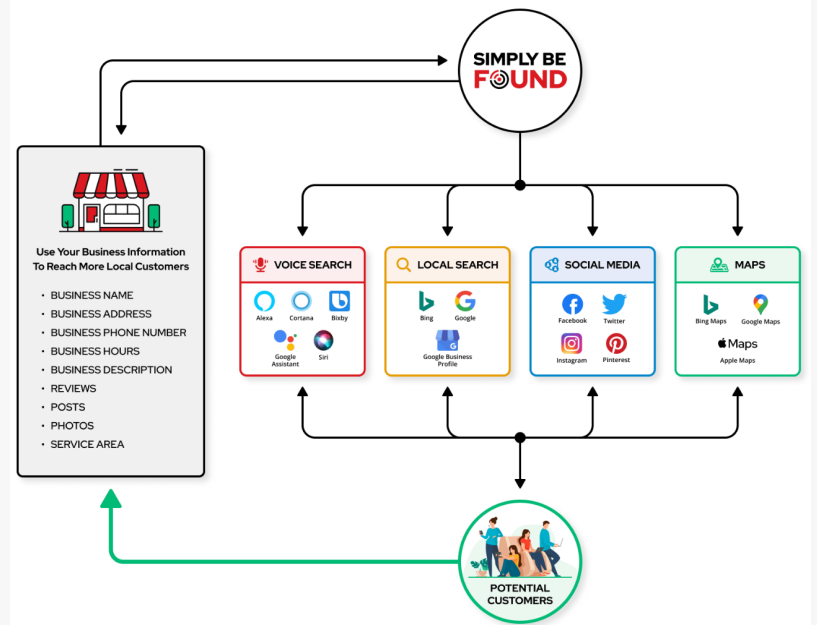 SIMPLY BE
FOUND
Use Your Business Information
To Reach More Local Customers
• BUSINESS NAME
• BUSINESS ADDRESS
• BUSINESS PHONE NUMBER
• BUSINESS HOURS
• BUSINESS DESCRIPTION
• REVIEWS
• POSTS
• PHOTOS
• SERVICE AREA
VOICE SEARCH
Alexa
Cortana
Bixby
Google
Assistant
Siri
LOCAL SEARCH
Bing
Google
G
Google Business
Profile
SOCIAL MEDIA
Facebook
Twitter
Instagram
Pinterest
MAPS
Bing Maps
Google Maps
Maps
Apple Maps
POTENTIAL
CUSTOMERS